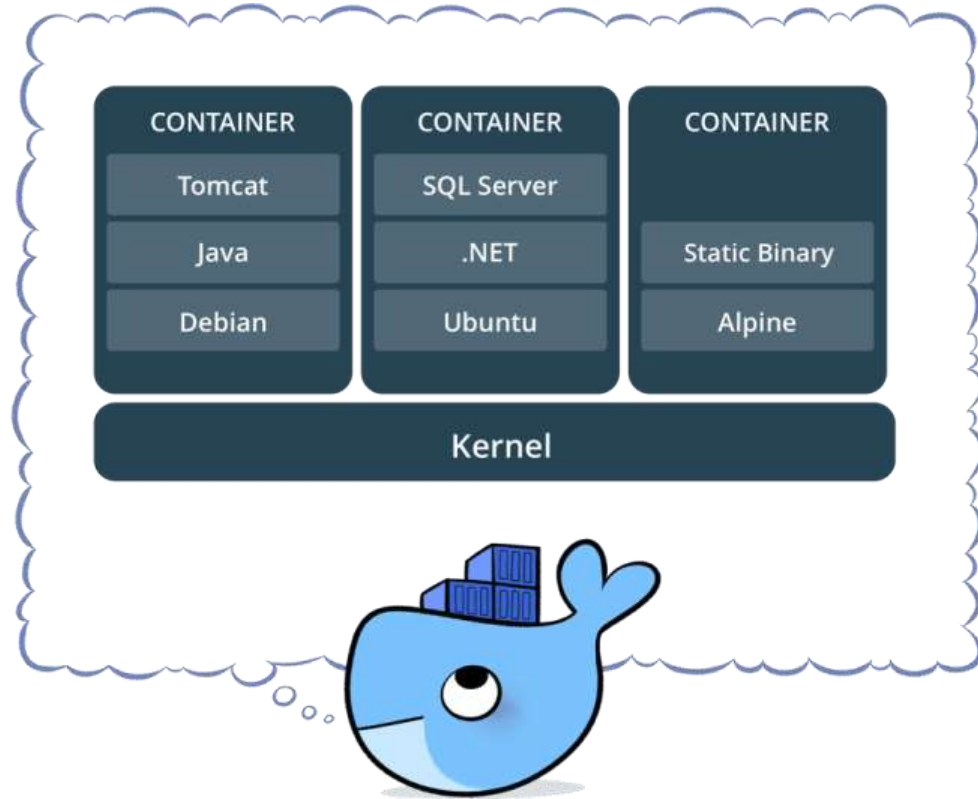 CONTAINER
Tomcat
Java
Debian
CONTAINER
SQL Server
.NET
Ubuntu
CONTAINER
Static Binary
Alpine
Kernel